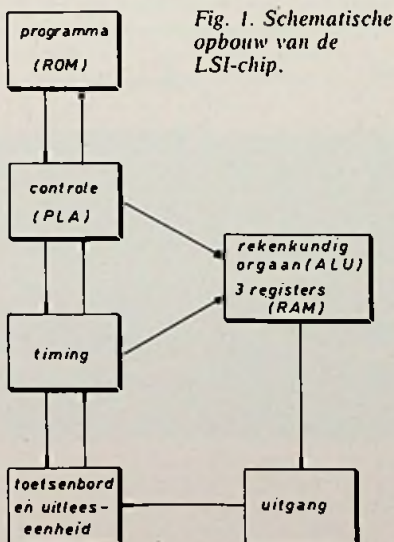 programma
(ROM)
Fig. 1. Schematische
opbouw van de
LSI-chip.
controle
(PLA)
rekenkundig
orgaan (ALU)
3 registers
(RAM)
timing
toetsenbord
en uitlees-
eenheid
uitgang